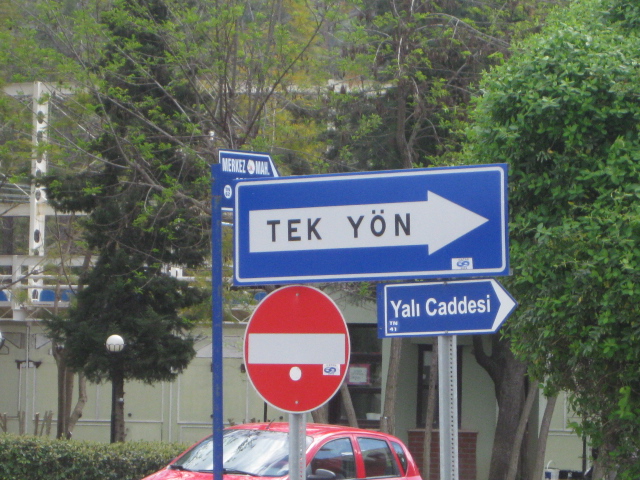 MERKEZ MAH.
TEK YÖN
Yalı Caddesi